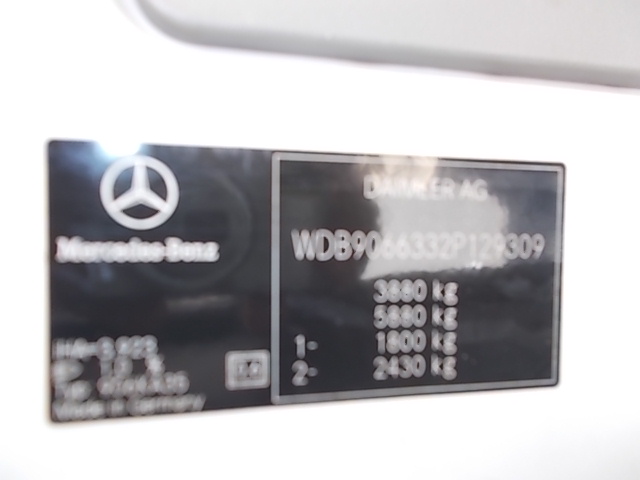 Mercedes-Benz
Made in Germany
DAIMLER AG
WDB9066332P129309
3880 kg
5880 kg
1- 1800 kg
2- 2430 kg